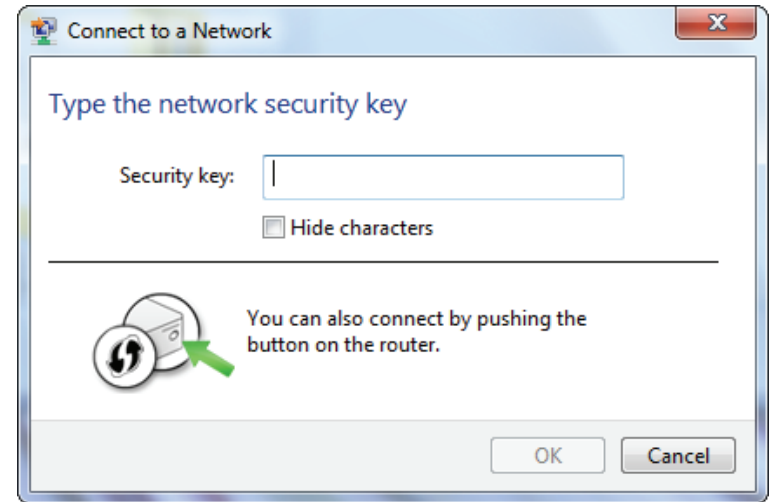 Connect to a Network
Type the network security key
Security key:
Hide characters
You can also connect by pushing the
button on the router.
OK
Cancel